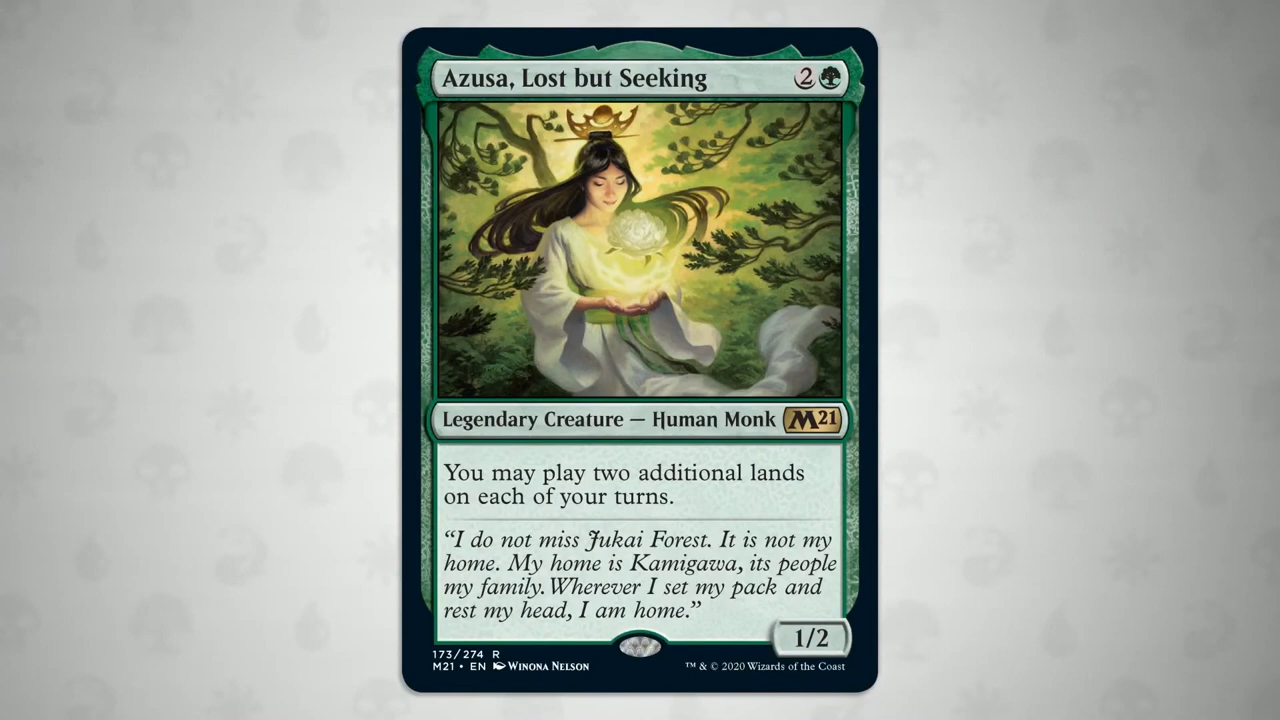 Azusa, Lost but Seeking 2
Legendary Creature — Human Monk M21
You may play two additional lands
on each of your turns.
“I do not miss Jukai Forest. It is not my
home. My home is Kamigawa, its people
my family. Wherever I set my pack and
rest my head, I am home.”
1/2
173/274 R
M21 • EN Winona Nelson
™ & © 2020 Wizards of the Coast